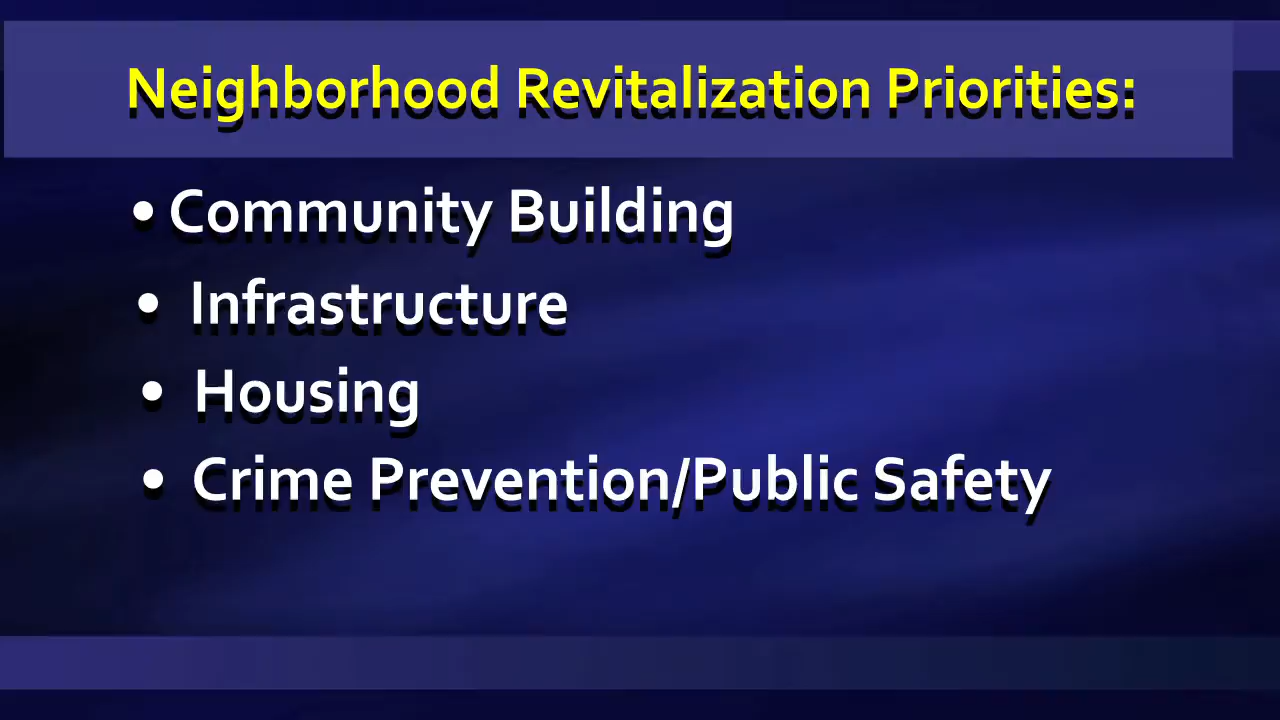 Neighborhood Revitalization Priorities:
• Community Building
• Infrastructure
• Housing
• Crime Prevention/Public Safety